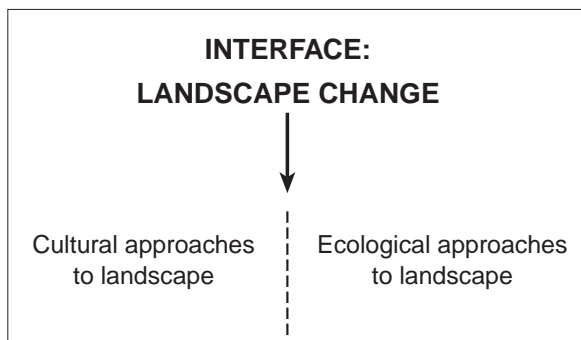 INTERFACE:
LANDSCAPE CHANGE
Cultural approaches
to landscape
Ecological approaches
to landscape